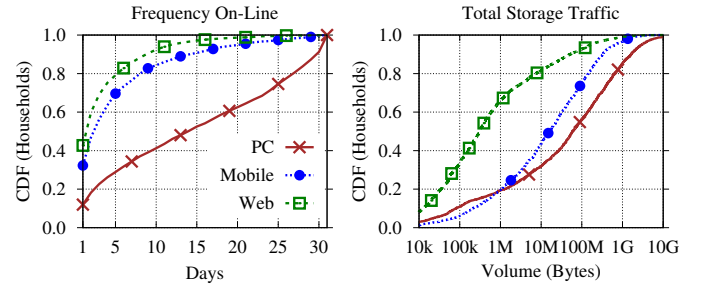 Frequency On-Line
CDF (Households)
1.0
0.8
0.6
0.4
0.2
0.0
PC
Mobile
Web
1 5 10 15 20 25 30
Days
Total Storage Traffic
CDF (Households)
1.0
0.8
0.6
0.4
0.2
0.0
10k 100k 1M 10M 100M 1G 10G
Volume (Bytes)